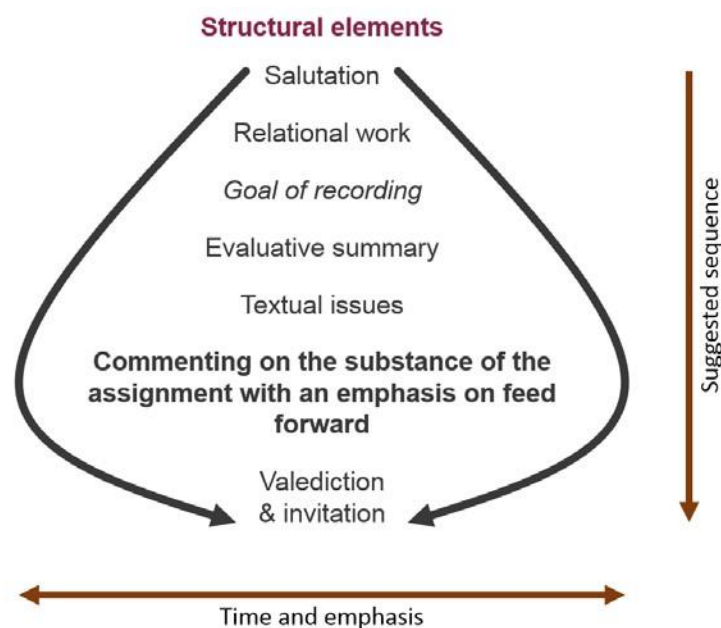 Structural elements
Salutation
Relational work
Goal of recording
Evaluative summary
Textual issues
Commenting on the substance of the
assignment with an emphasis on feed
forward
Valediction
& invitation
Suggested sequence
Time and emphasis